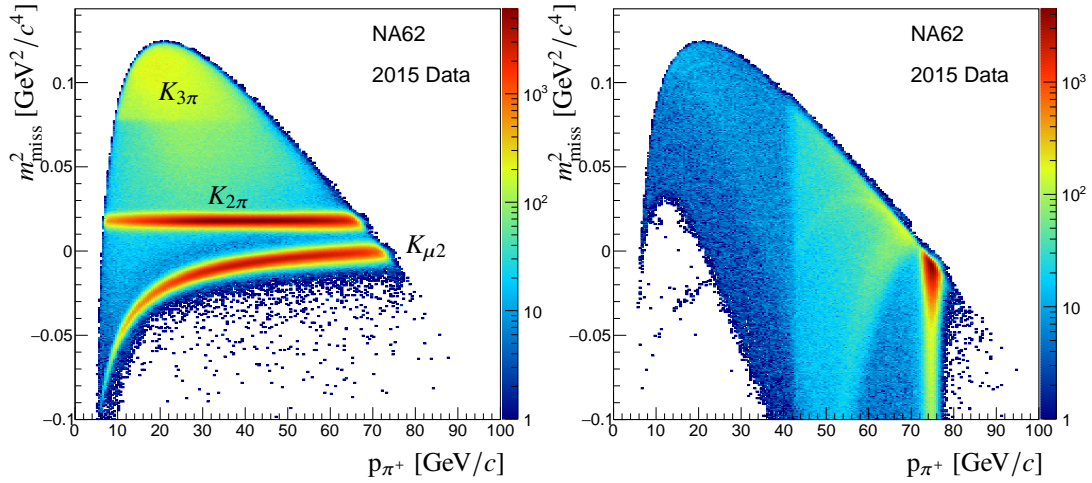 m²miss [GeV²/c⁴]
NA62
2015 Data
K3π
K2π
Kμ2
0.1
0.05
0
−0.05
−0.1
0 10 20 30 40 50 60 70 80 90 100
pπ+ [GeV/c]
10³
10²
10
1
m²miss [GeV²/c⁴]
NA62
2015 Data
0.1
0.05
0
−0.05
−0.1
0 10 20 30 40 50 60 70 80 90 100
pπ+ [GeV/c]
10³
10²
10
1